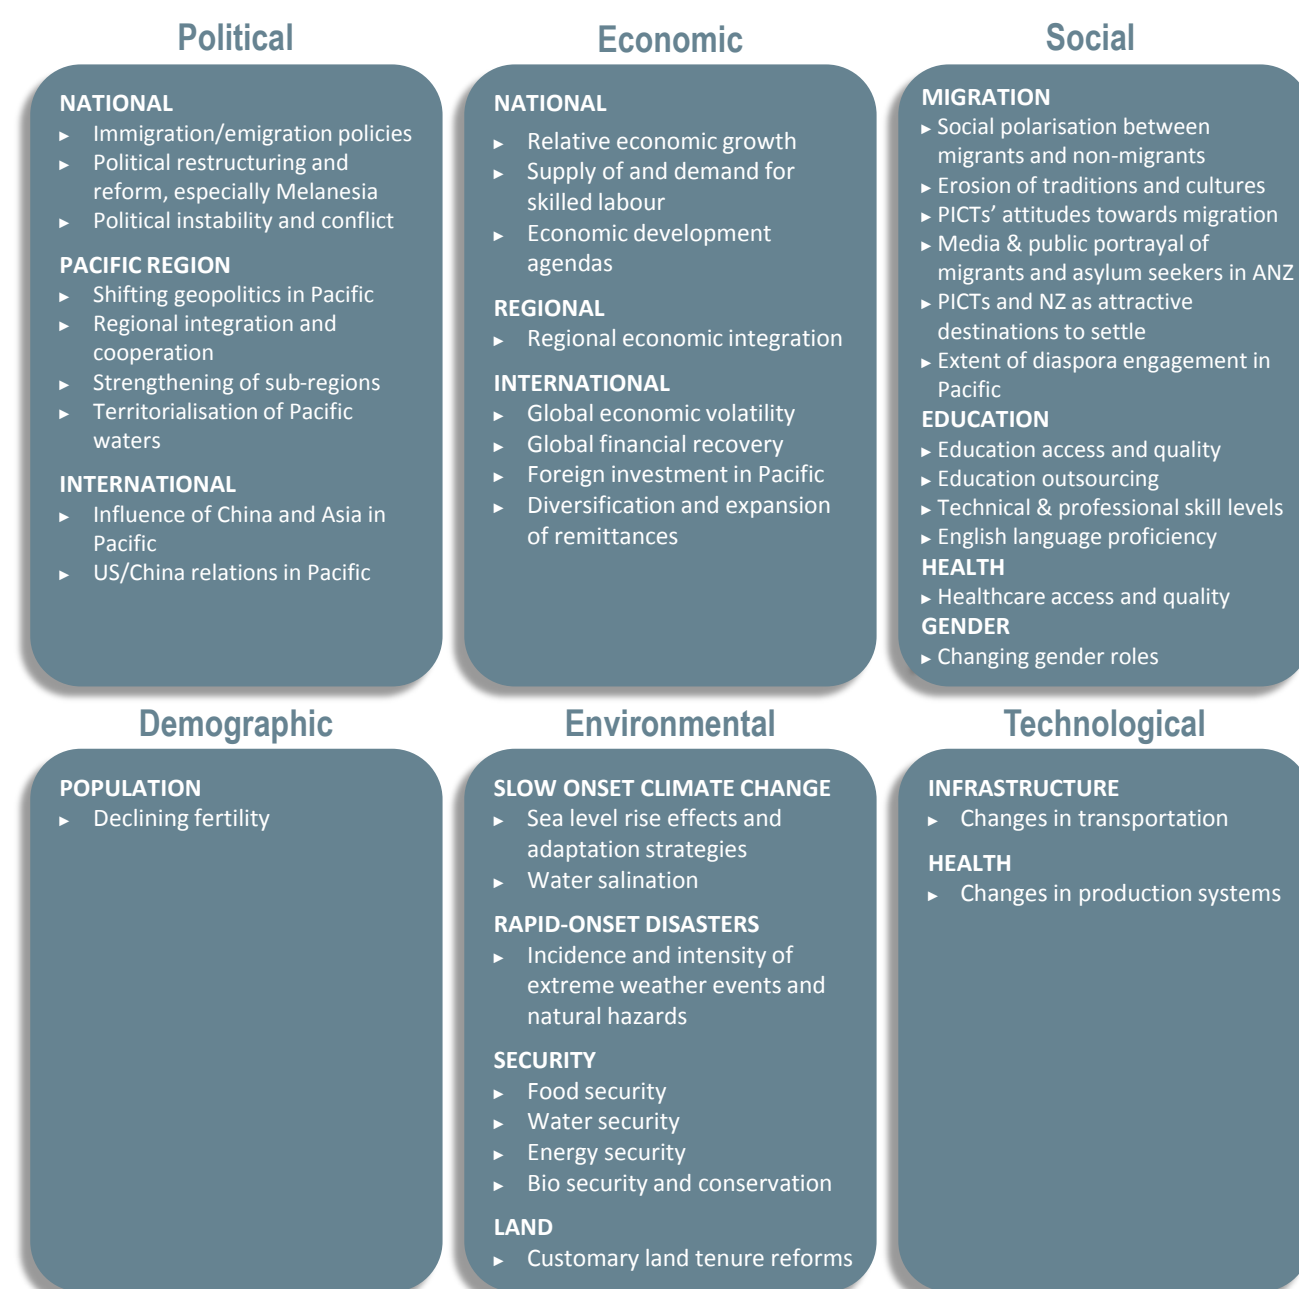 Political
NATIONAL
► Immigration/emigration policies
► Political restructuring and
reform, especially Melanesia
► Political instability and conflict
PACIFIC REGION
► Shifting geopolitics in Pacific
► Regional integration and
cooperation
► Strengthening of sub-regions
► Territorialisation of Pacific
waters
INTERNATIONAL
► Influence of China and Asia in
Pacific
► US/China relations in Pacific
Economic
NATIONAL
► Relative economic growth
► Supply of and demand for
skilled labour
► Economic development
agendas
REGIONAL
► Regional economic integration
INTERNATIONAL
► Global economic volatility
► Global financial recovery
► Foreign investment in Pacific
► Diversification and expansion
of remittances
Social
MIGRATION
► Social polarisation between
migrants and non-migrants
► Erosion of traditions and cultures
► PICTs’ attitudes towards migration
► Media & public portrayal of
migrants and asylum seekers in ANZ
► PICTs and NZ as attractive
destinations to settle
► Extent of diaspora engagement in
Pacific
EDUCATION
► Education access and quality
► Education outsourcing
► Technical & professional skill levels
► English language proficiency
HEALTH
► Healthcare access and quality
GENDER
► Changing gender roles
Demographic
POPULATION
► Declining fertility
Environmental
SLOW ONSET CLIMATE CHANGE
► Sea level rise effects and
adaptation strategies
► Water salination
RAPID-ONSET DISASTERS
► Incidence and intensity of
extreme weather events and
natural hazards
SECURITY
► Food security
► Water security
► Energy security
► Bio security and conservation
LAND
► Customary land tenure reforms
Technological
INFRASTRUCTURE
► Changes in transportation
HEALTH
► Changes in production systems